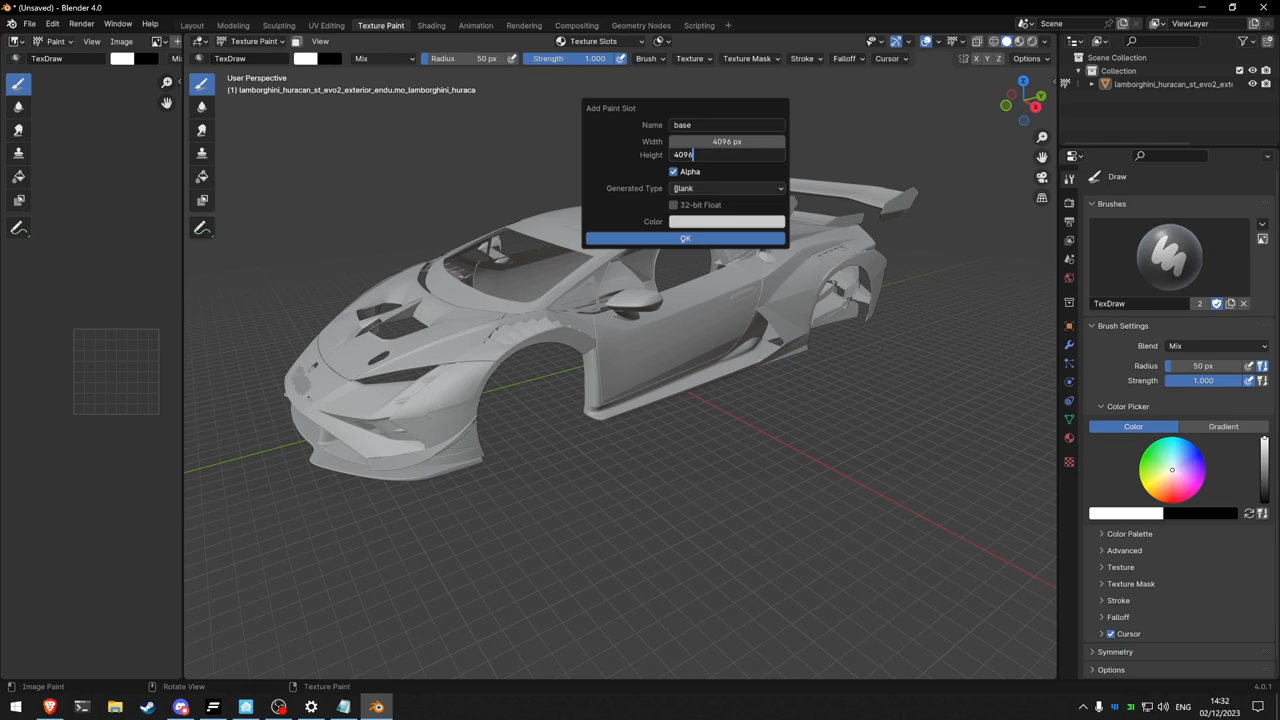 * (Unsaved) - Blender 4.0
File Edit Render Window Help Layout Modeling Sculpting UV Editing Texture Paint Shading Animation Rendering Compositing Geometry Nodes Scripting + Scene ViewLayer
Paint View Image Texture Paint View Texture Slots
TexDraw Mi: TexDraw Mix Radius 50 px Strength 1.000 Brush Texture Texture Mask Stroke Falloff Cursor X Y Z Options
User Perspective
(1) lamborghini_huracan_st_evo2_exterior_endu.mo_lamborghini_huraca
Add Paint Slot
Name base
Width 4096 px
Height 4096
Alpha
Generated Type Blank
32-bit Float
Color
OK
Z
Y
X
Scene Collection
Collection
lamborghini_huracan_st_evo2_exte
Draw
Brushes
TexDraw 2
Brush Settings
Blend Mix
Radius 50 px
Strength 1.000
Color Picker
Color Gradient
Color Palette
Advanced
Texture
Texture Mask
Stroke
Falloff
Cursor
Symmetry
Options
Image Paint Rotate View Texture Paint 4.0.1
ENG 14:32
02/12/2023